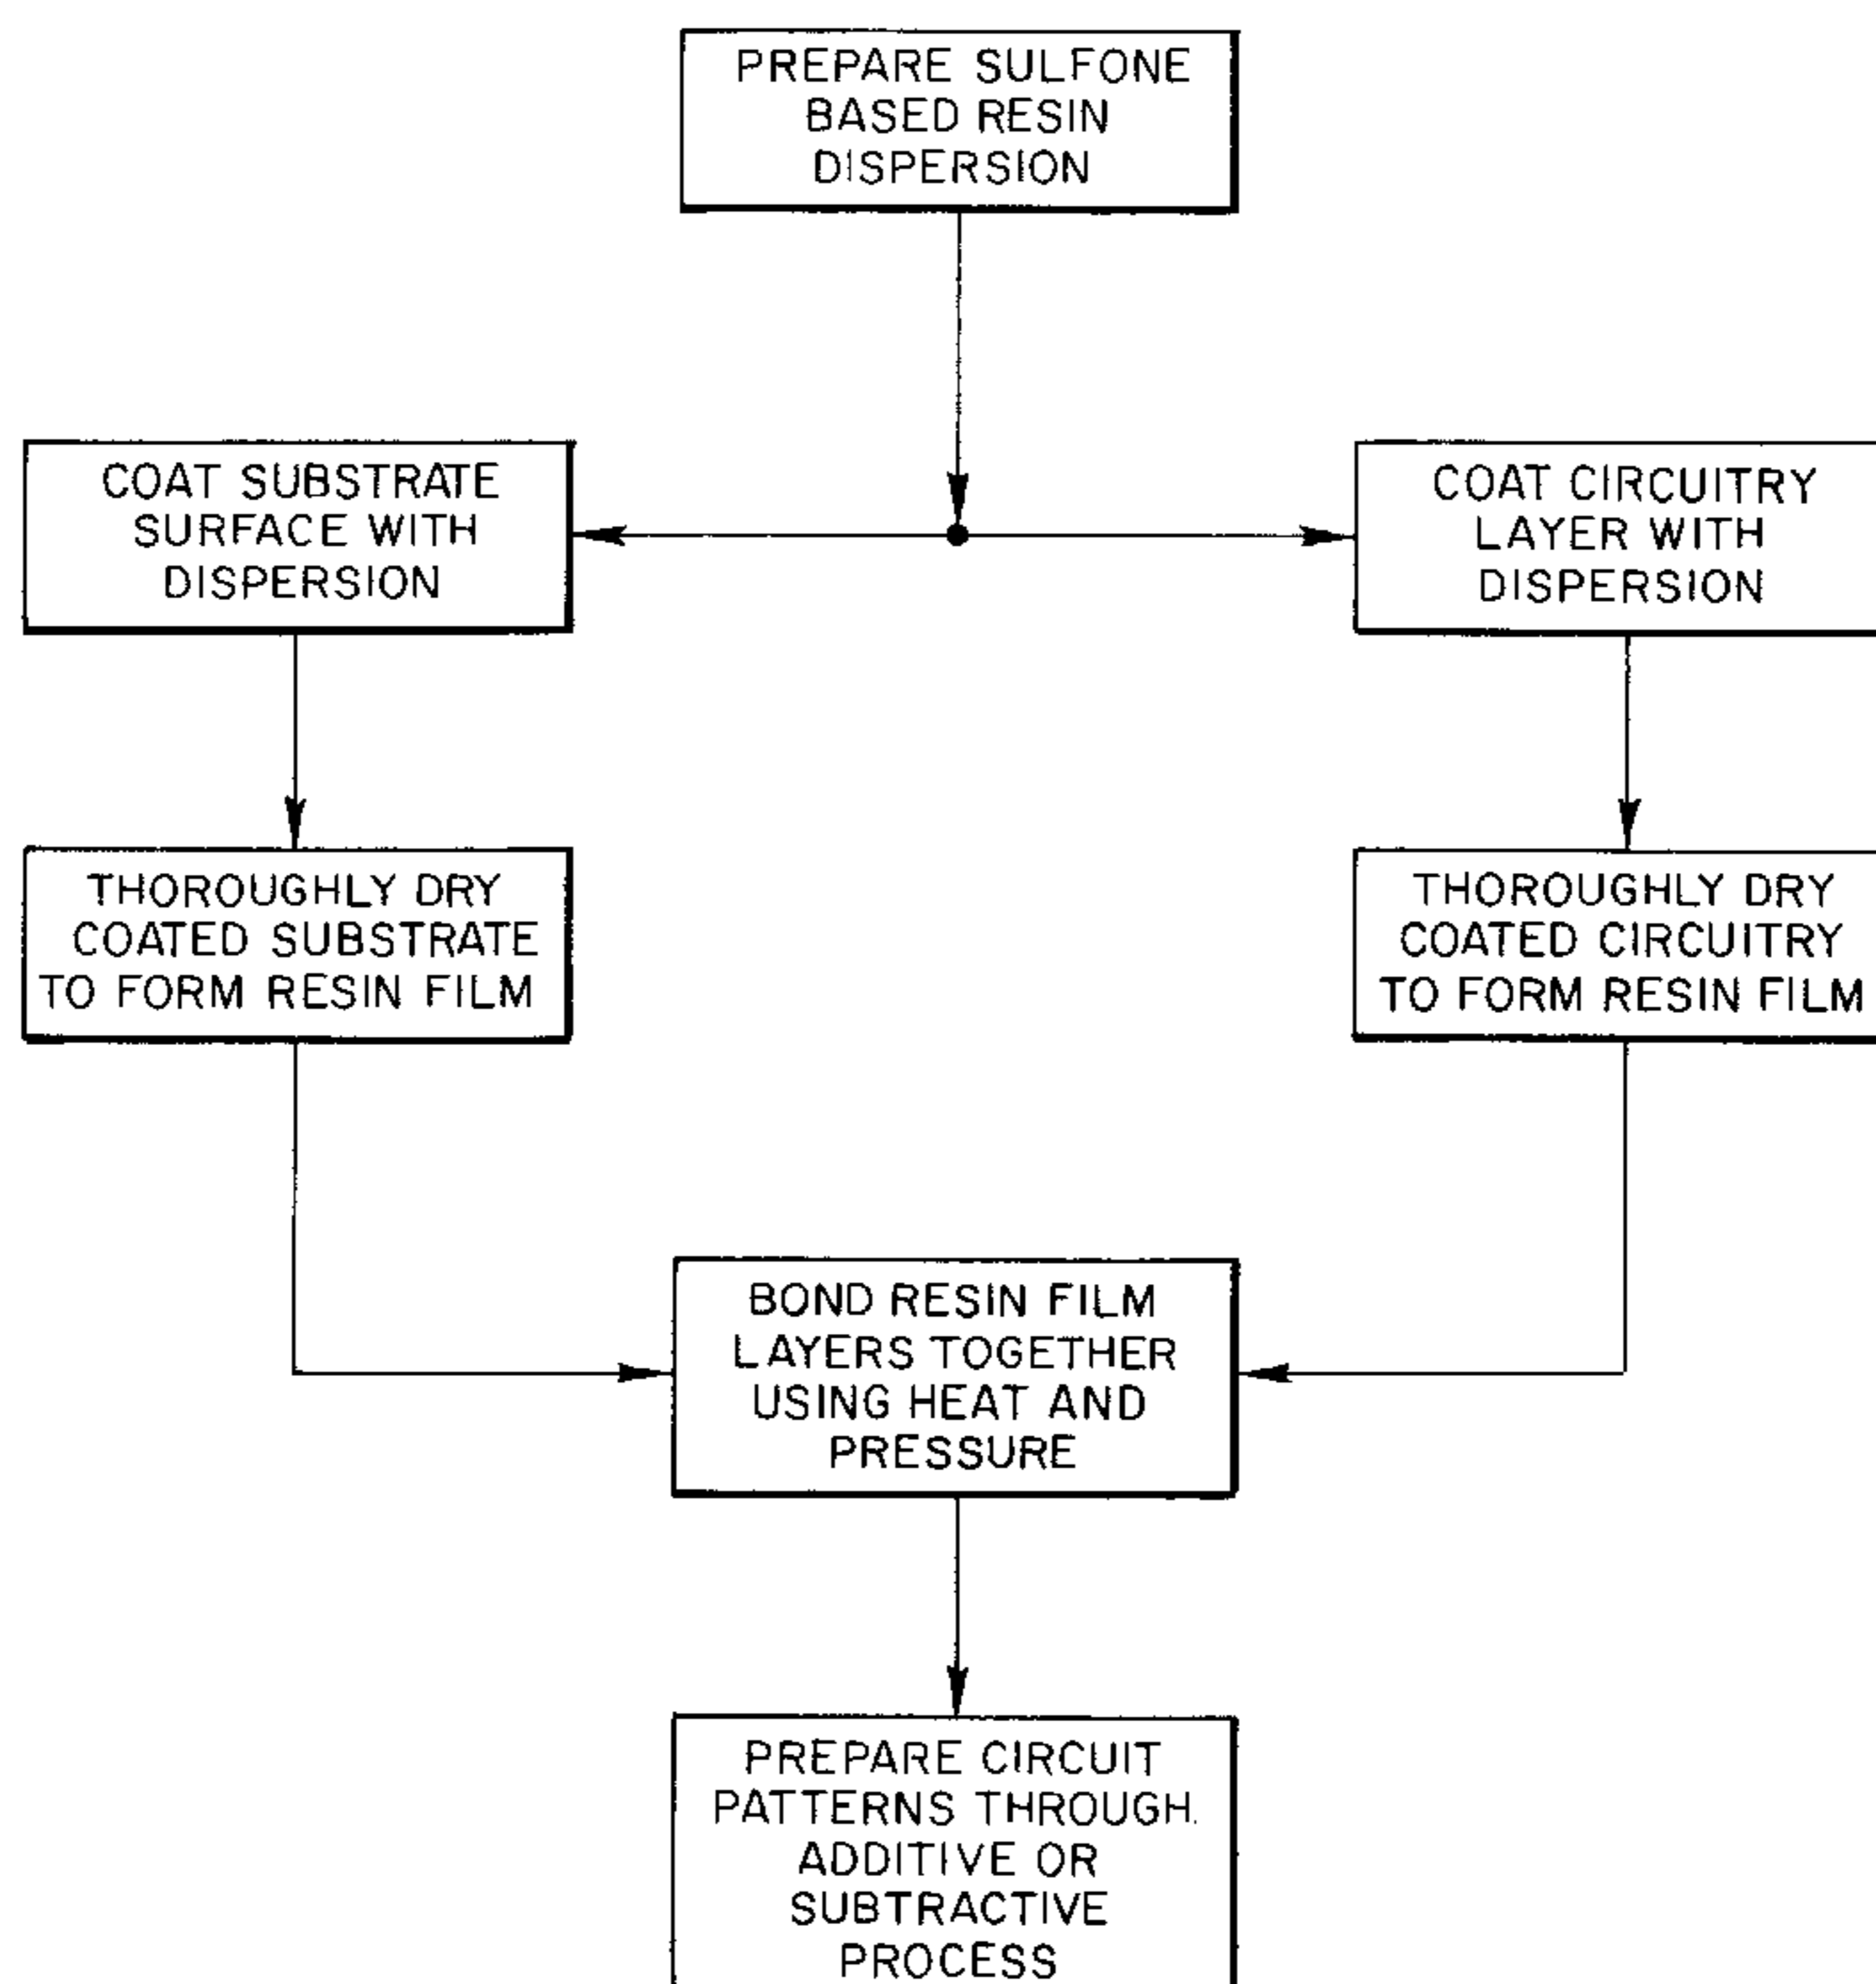 PREPARE SULFONE
BASED RESIN
DISPERSION
COAT SUBSTRATE
SURFACE WITH
DISPERSION
COAT CIRCUITRY
LAYER WITH
DISPERSION
THOROUGHLY DRY
COATED SUBSTRATE
TO FORM RESIN FILM
THOROUGHLY DRY
COATED CIRCUITRY
TO FORM RESIN FILM
BOND RESIN FILM
LAYERS TOGETHER
USING HEAT AND
PRESSURE
PREPARE CIRCUIT
PATTERNS THROUGH
ADDITIVE OR
SUBTRACTIVE
PROCESS